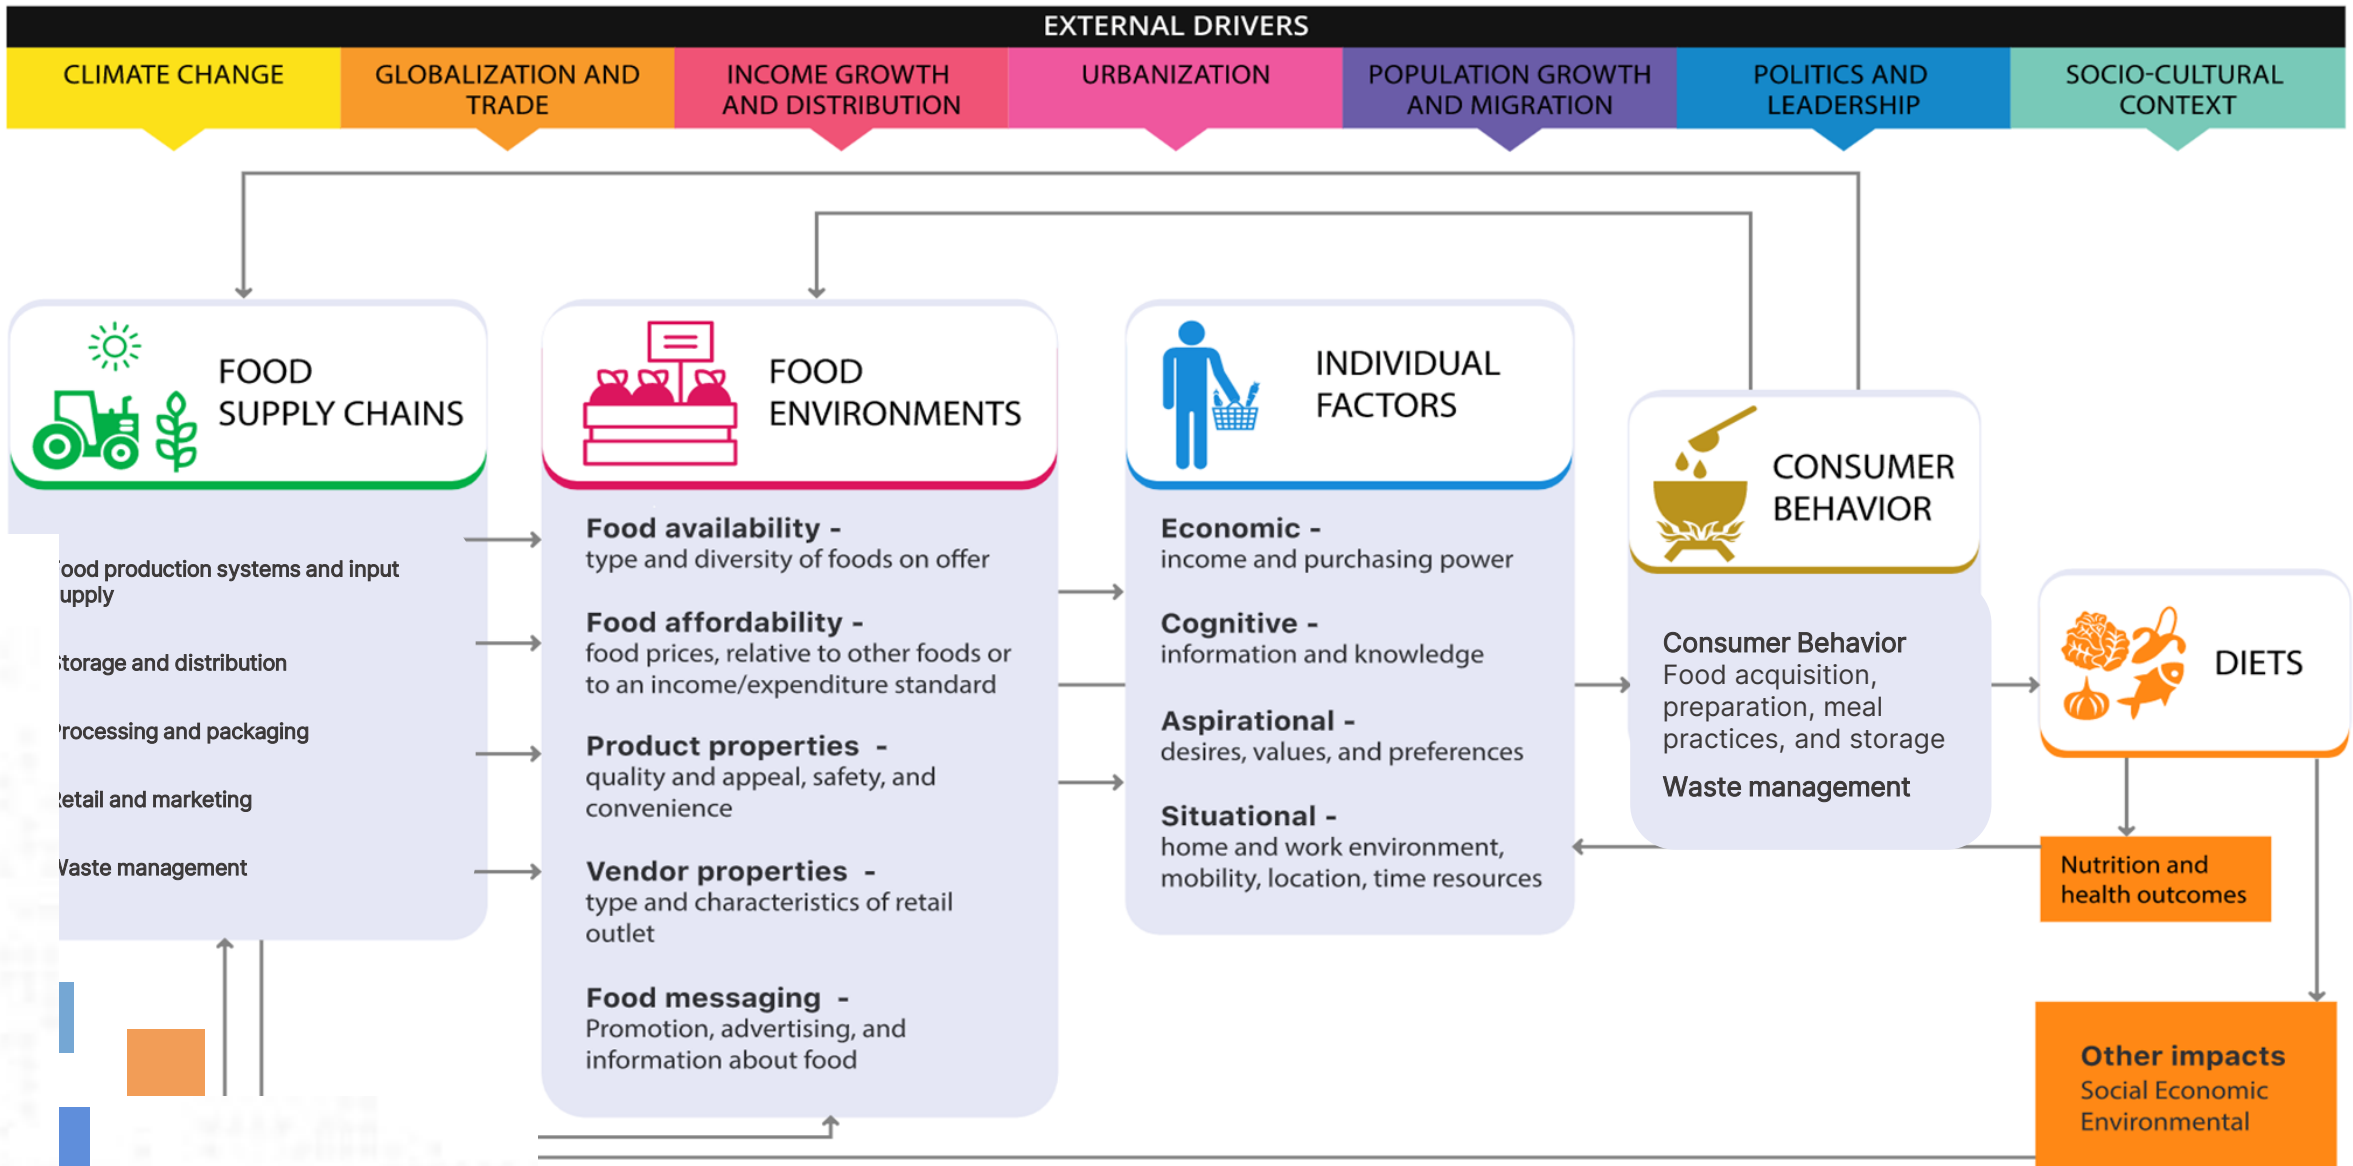 EXTERNAL DRIVERS
CLIMATE CHANGE
GLOBALIZATION AND
TRADE
INCOME GROWTH
AND DISTRIBUTION
URBANIZATION
POPULATION GROWTH
AND MIGRATION
POLITICS AND
LEADERSHIP
SOCIO-CULTURAL
CONTEXT
FOOD
SUPPLY CHAINS
ood production systems and input
upply
Storage and distribution
Processing and packaging
Retail and marketing
Waste management
FOOD
ENVIRONMENTS
Food availability -
type and diversity of foods on offer
Food affordability -
food prices, relative to other foods or
to an income/expenditure standard
Product properties -
quality and appeal, safety, and
convenience
Vendor properties -
type and characteristics of retail
outlet
Food messaging -
Promotion, advertising, and
information about food
INDIVIDUAL
FACTORS
Economic -
income and purchasing power
Cognitive -
information and knowledge
Aspirational -
desires, values, and preferences
Situational -
home and work environment,
mobility, location, time resources
CONSUMER
BEHAVIOR
Consumer Behavior
Food acquisition,
preparation, meal
practices, and storage
Waste management
DIETS
Nutrition and
health outcomes
Other impacts
Social Economic
Environmental